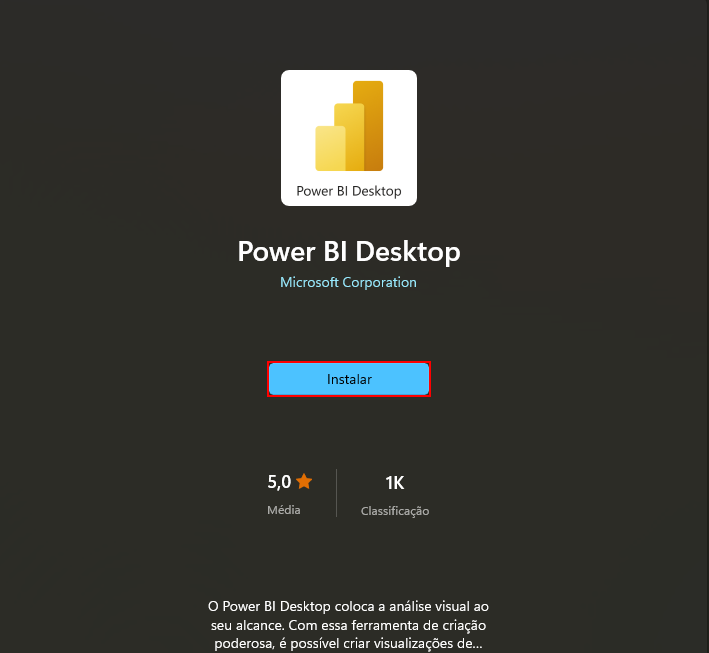 Power BI Desktop
Power BI Desktop
Microsoft Corporation
Instalar
5,0
1K
Média
Classificação
O Power BI Desktop coloca a análise visual ao
seu alcance. Com essa ferramenta de criação
poderosa, é possível criar visualizações de...